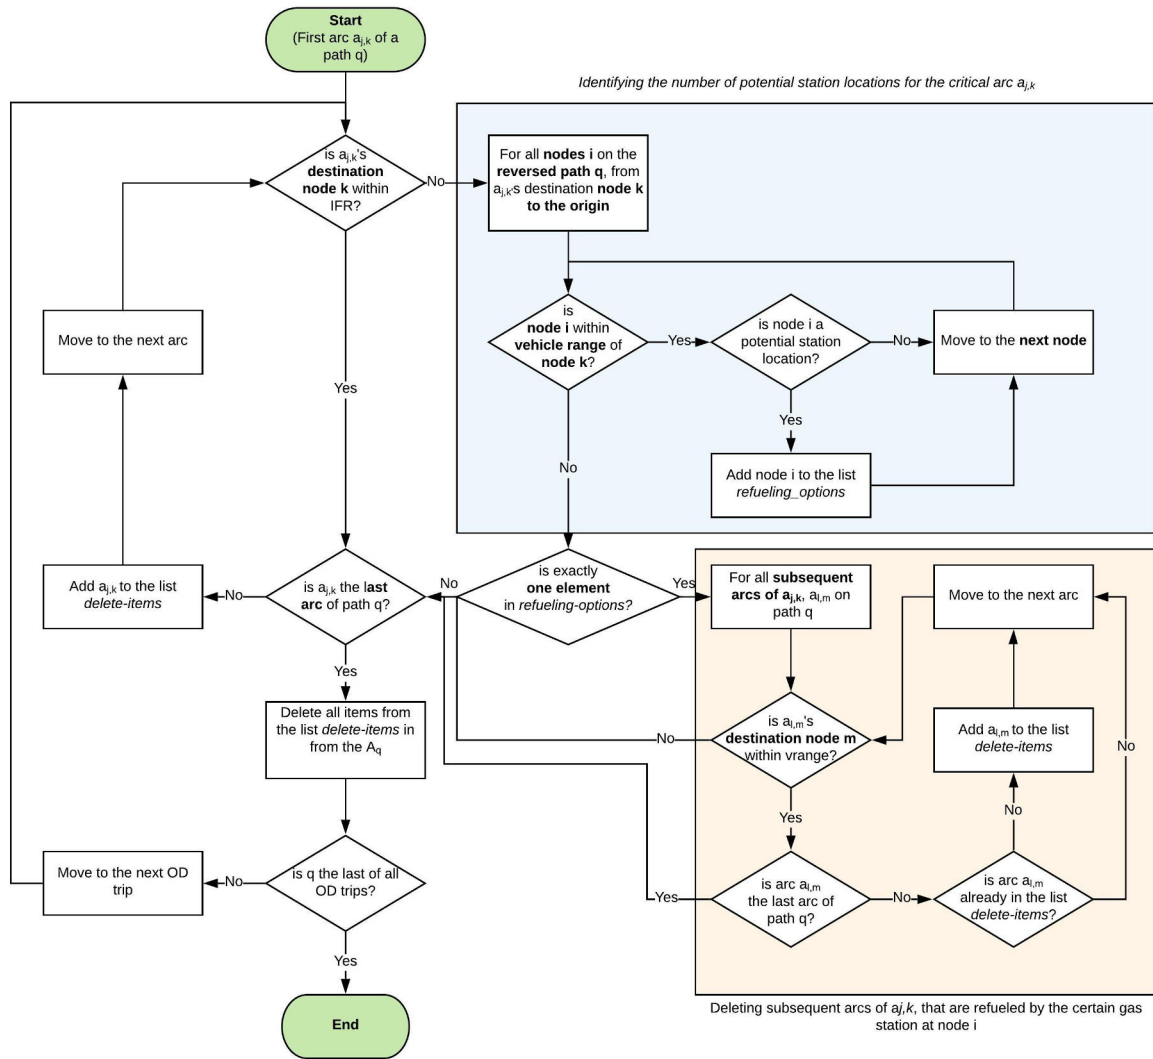 Start
(First arc aj,k of a
path q)
Identifying the number of potential station locations for the critical arc aj,k
is aj,k's
destination
node k within
IFR?
No
For all nodes i on the
reversed path q, from
aj,k's destination node k
to the origin
Move to the next arc
Yes
is
node i within
vehicle range of
node k?
Yes
is node i a
potential station
location?
No
Move to the next node
Yes
No
Add node i to the list
refueling_options
Add aj,k to the list
delete-items
No
is aj,k the last
arc of path q?
No
is exactly
one element
in refueling-options?
Yes
For all subsequent
arcs of aj,k, al,m on
path q
Move to the next arc
Yes
Delete all items from
the list delete-items in
from the Aq
No
is al,m's
destination node m
within vrange?
Add al,m to the list
delete-items
No
Yes
No
Move to the next OD
trip
No
is q the last of all
OD trips?
Yes
is arc al,m
the last arc of
path q?
No
is arc al,m
already in the list
delete-items?
Yes
End
Deleting subsequent arcs of aj,k, that are refueled by the certain gas
station at node i